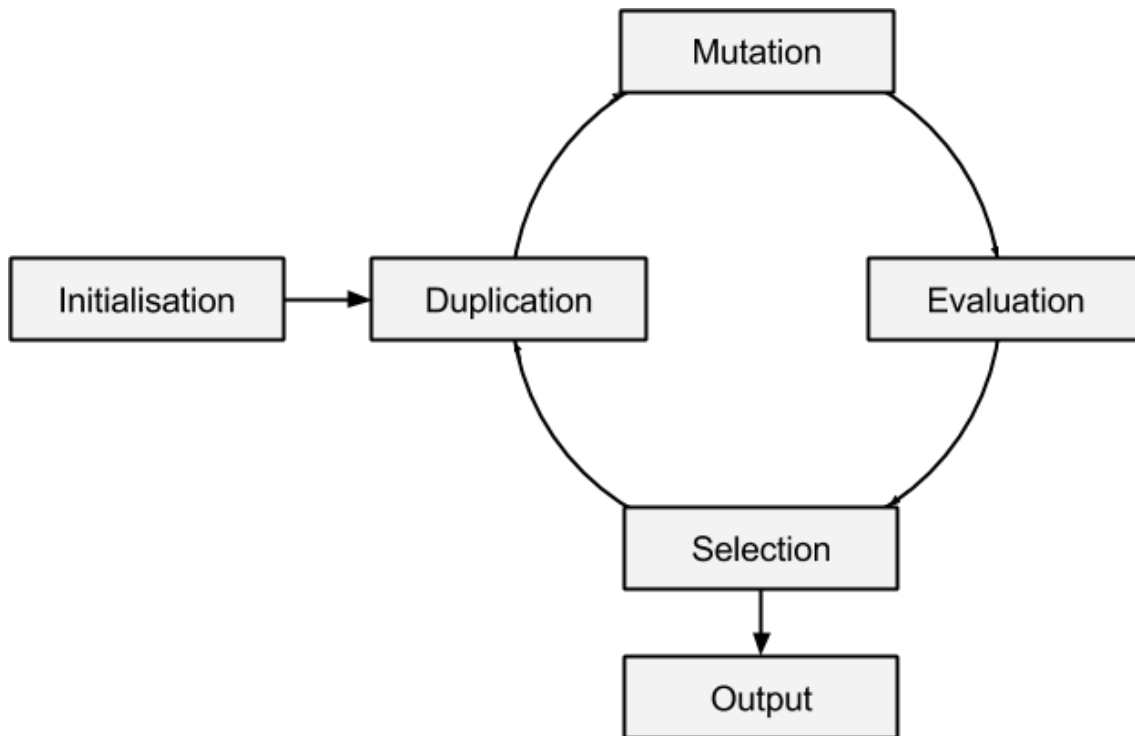 Mutation
Initialisation
Duplication
Evaluation
Selection
Output